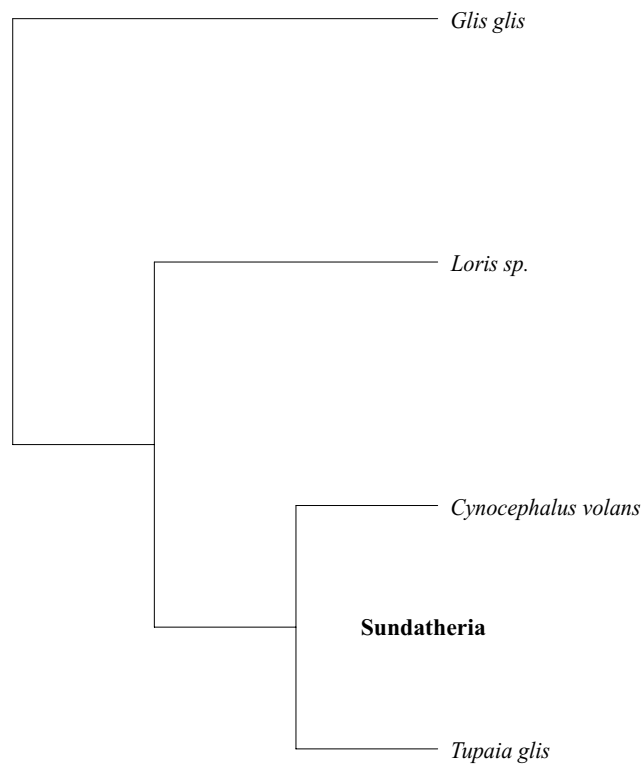 Glis glis
Loris sp.
Cynocephalus volans
Sundatheria
Tupaia glis